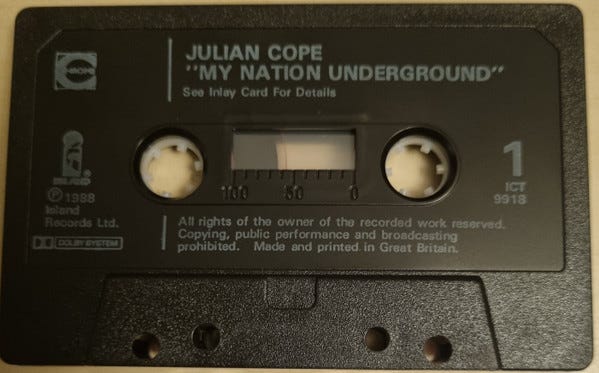 CHROME
JULIAN COPE
"MY NATION UNDERGROUND"
See Inlay Card For Details
ISLAND
100 50 0
1
ICT
9918
℗ 1988
Island
Records Ltd.
DOLBY SYSTEM
All rights of the owner of the recorded work reserved.
Copying, public performance and broadcasting
prohibited. Made and printed in Great Britain.